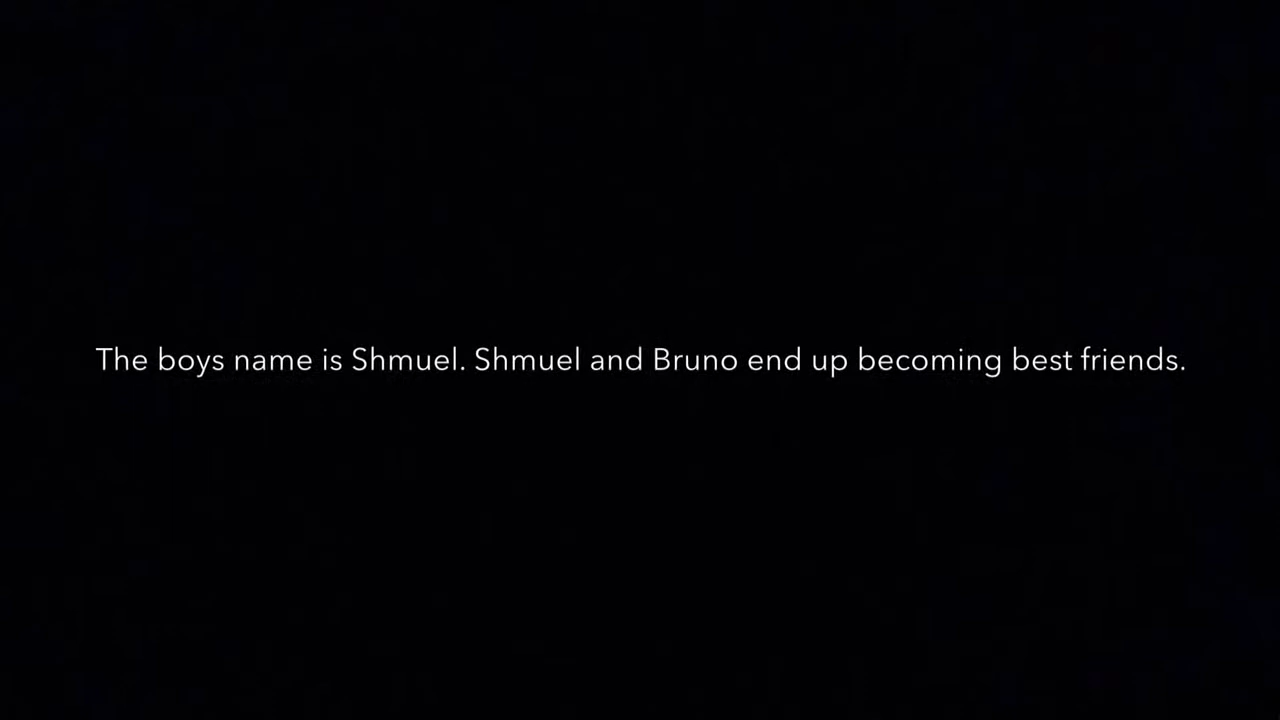 The boys name is Shmuel. Shmuel and Bruno end up becoming best friends.